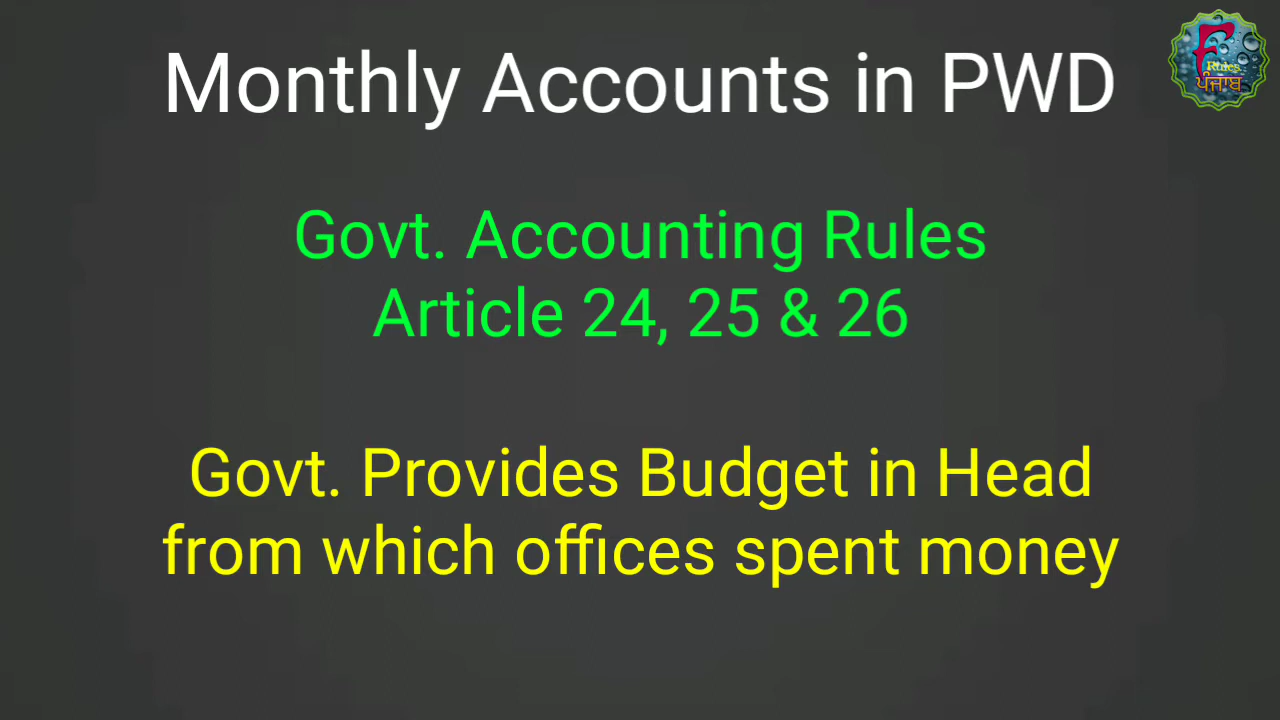 Monthly Accounts in PWD
F
Rules
ਪੰਜਾਬ
Govt. Accounting Rules
Article 24, 25 & 26
Govt. Provides Budget in Head
from which offices spent money